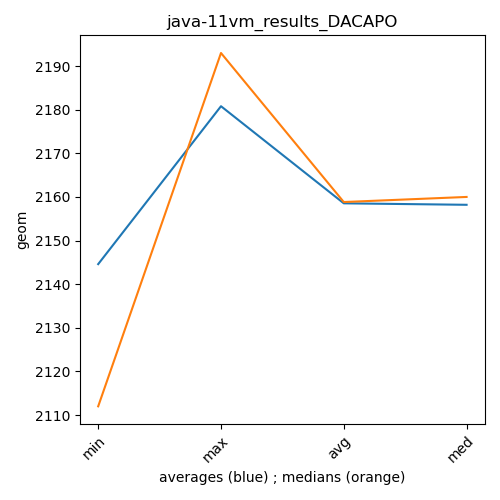 java-11vm_results_DACAPO
2190
2180
2170
2160
2150
2140
2130
2120
2110
geom
min
max
avg
med
averages (blue) ; medians (orange)